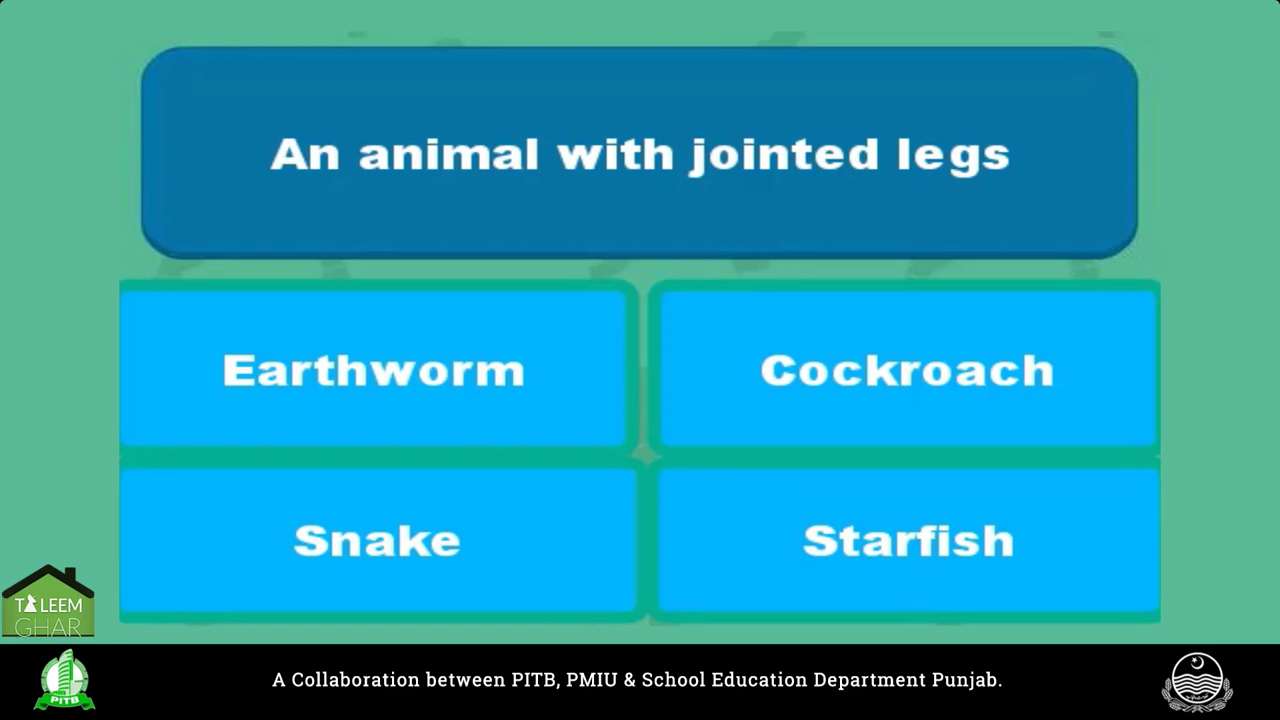 An animal with jointed legs
Earthworm
Cockroach
Snake
Starfish
TALEEM
GHAR
PITB
A Collaboration between PITB, PMIU & School Education Department Punjab.